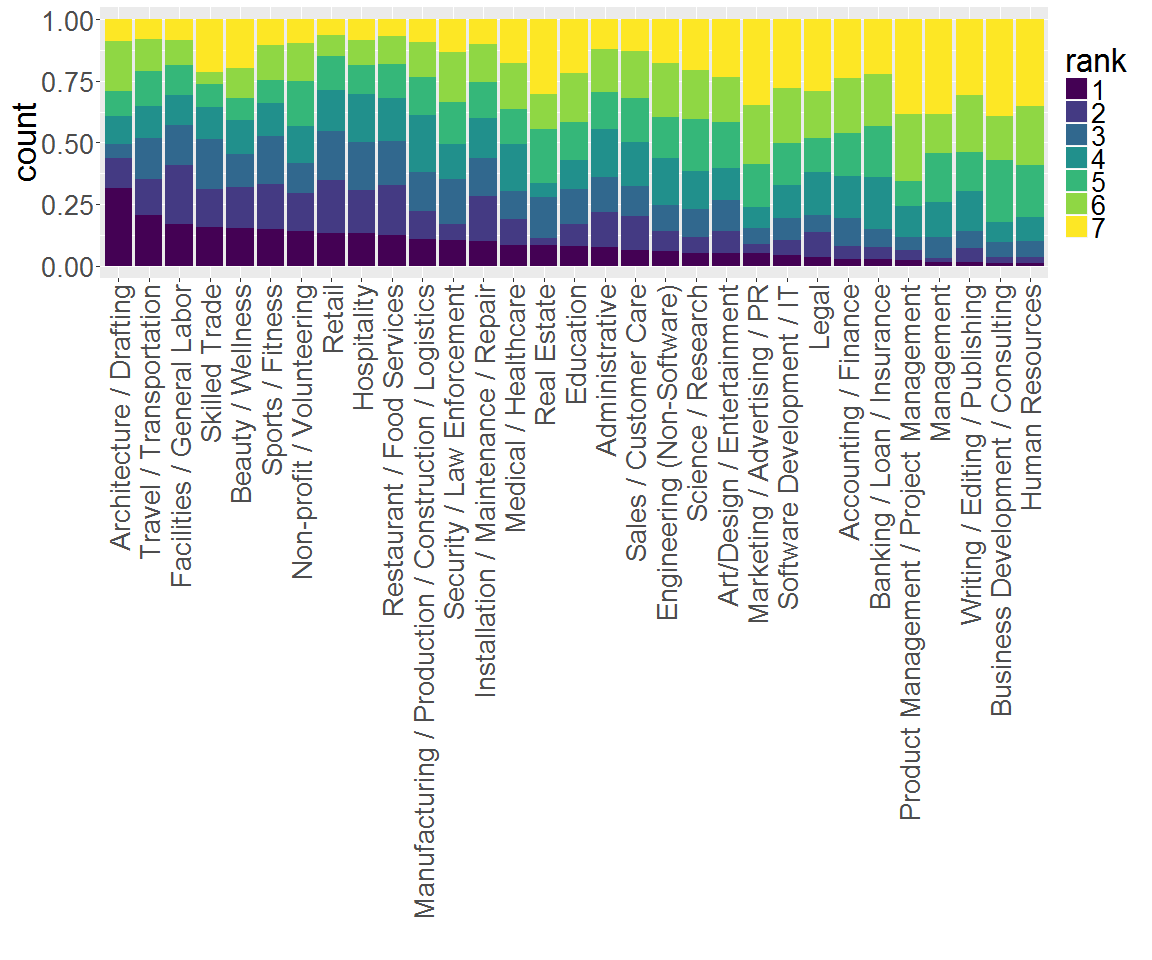 count
1.00
0.75
0.50
0.25
0.00
Architecture / Drafting
Travel / Transportation
Facilities / General Labor
Skilled Trade
Beauty / Wellness
Sports / Fitness
Non-profit / Volunteering
Retail
Hospitality
Restaurant / Food Services
Manufacturing / Production / Construction / Logistics
Security / Law Enforcement
Installation / Maintenance / Repair
Medical / Healthcare
Real Estate
Education
Administrative
Sales / Customer Care
Engineering (Non-Software)
Science / Research
Art/Design / Entertainment
Marketing / Advertising / PR
Software Development / IT
Legal
Accounting / Finance
Banking / Loan / Insurance
Product Management / Project Management
Management
Writing / Editing / Publishing
Business Development / Consulting
Human Resources
rank
1
2
3
4
5
6
7